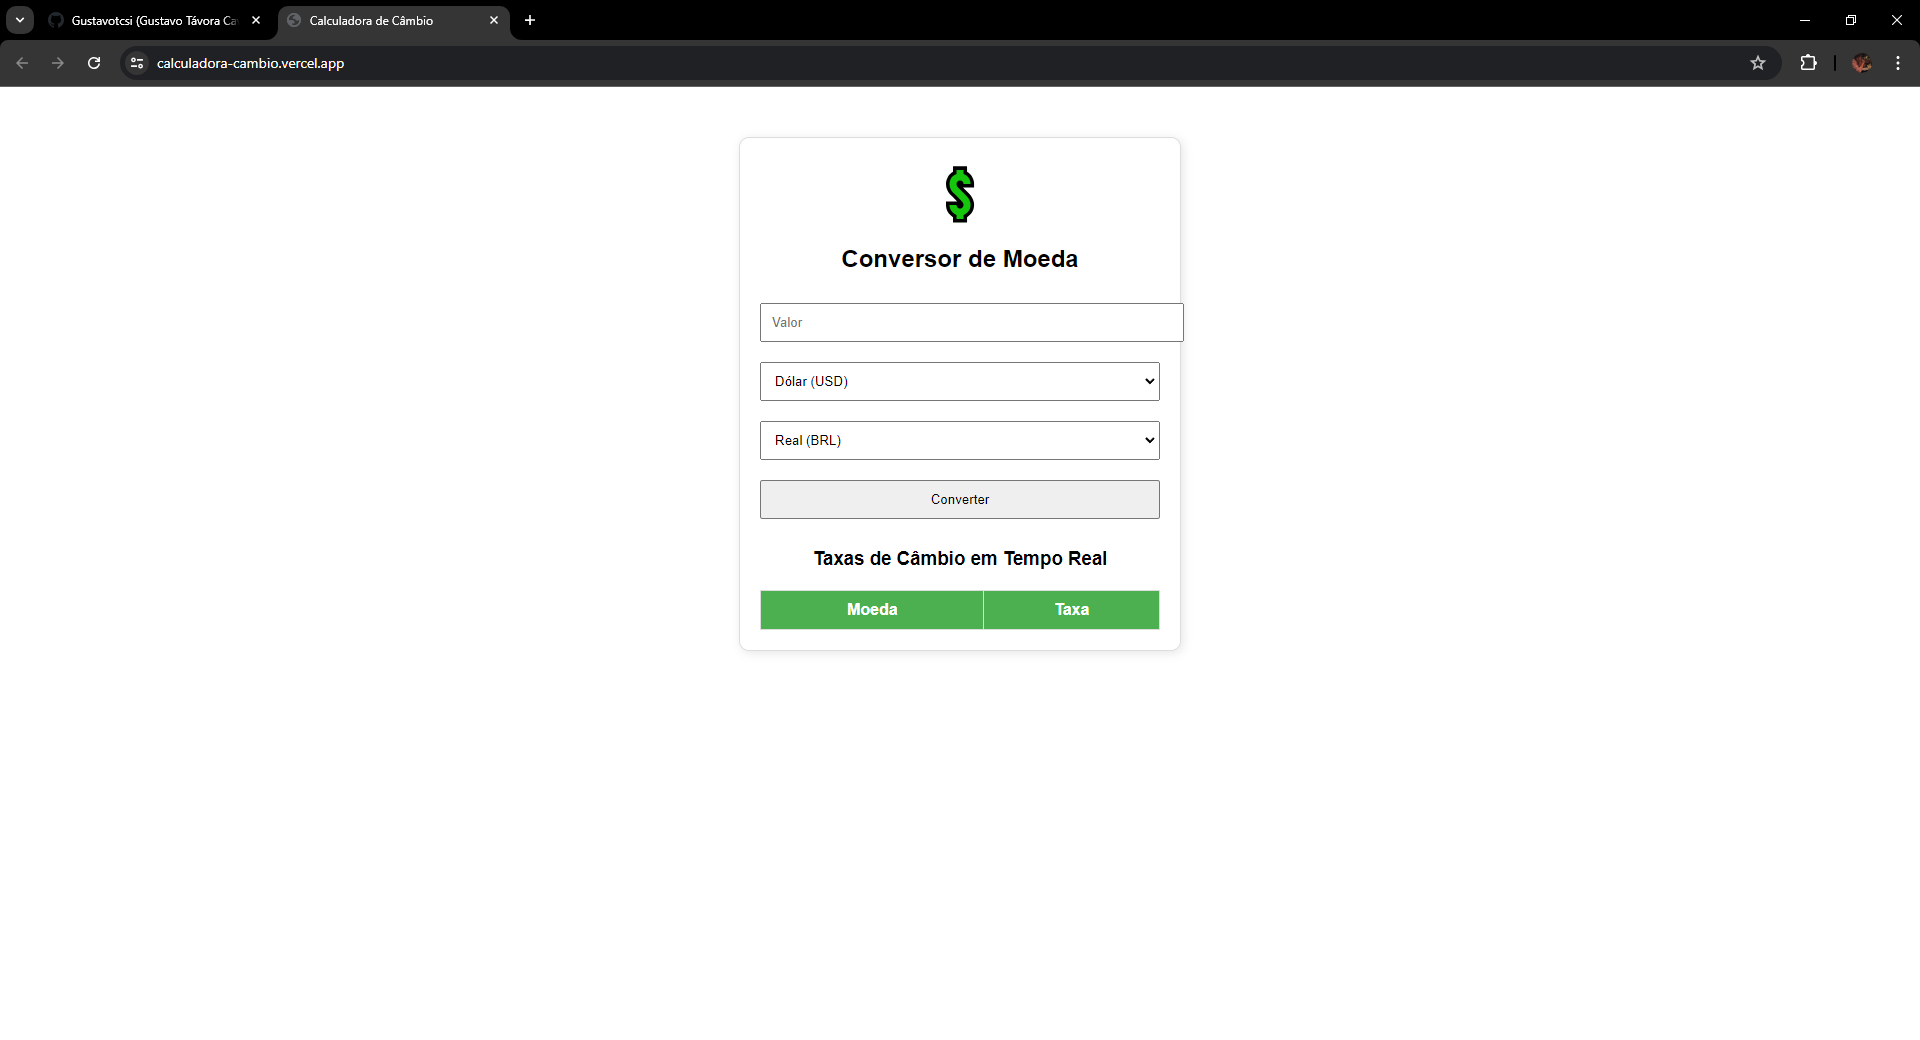 Gustavotcsi (Gustavo Távora Ca
Calculadora de Câmbio
calculadora-cambio.vercel.app
$
Conversor de Moeda
Valor
Dólar (USD)
Real (BRL)
Converter
Taxas de Câmbio em Tempo Real
Moeda Taxa